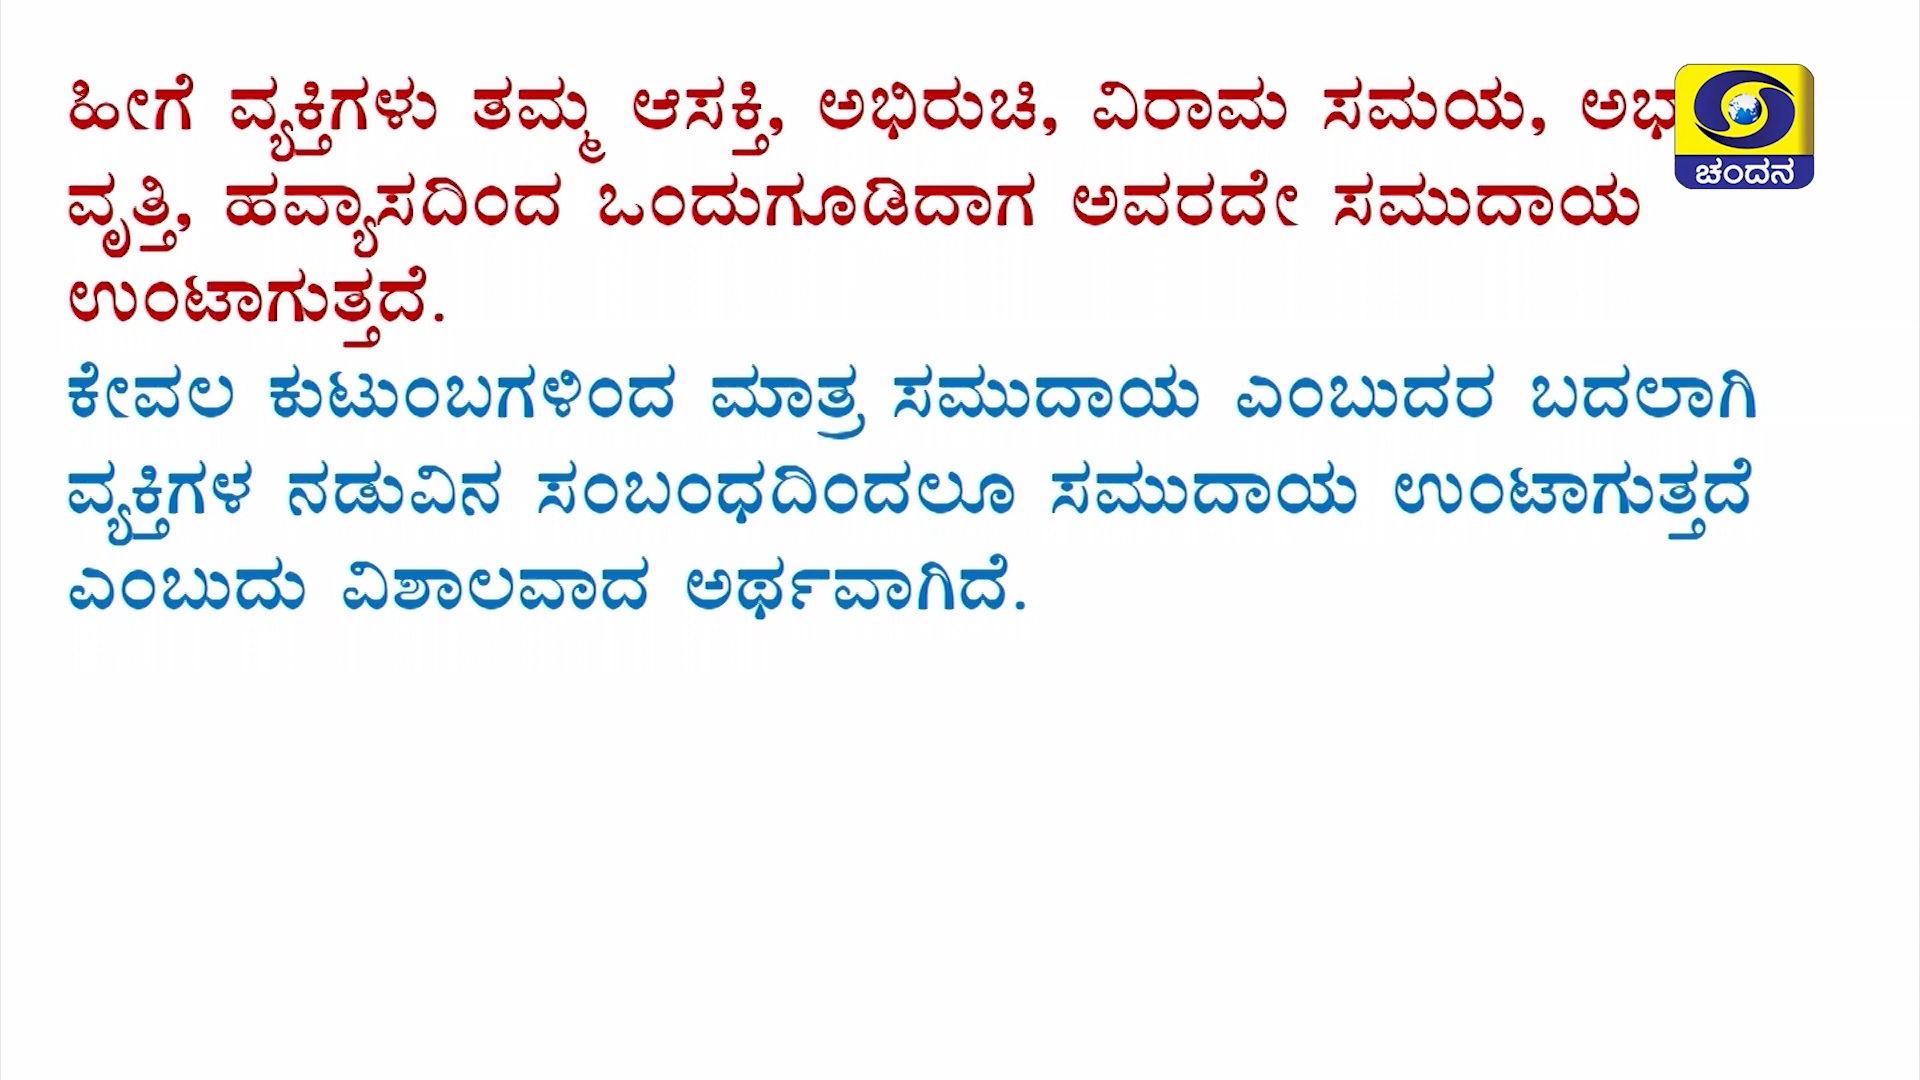 ಹೀಗೆ ವ್ಯಕ್ತಿಗಳು ತಮ್ಮ ಆಸಕ್ತಿ, ಅಭಿರುಚಿ, ವಿರಾಮ ಸಮಯ,
ಚಂದನ
ವೃತ್ತಿ, ಹವ್ಯಾಸದಿಂದ ಒಂದುಗೂಡಿದಾಗ ಅವರದೇ ಸಮುದಾಯ
ಉಂಟಾಗುತ್ತದೆ.
ಕೇವಲ ಕುಟುಂಬಗಳಿಂದ ಮಾತ್ರ ಸಮುದಾಯ ಎಂಬುದರ ಬದಲಾಗಿ
ವ್ಯಕ್ತಿಗಳ ನಡುವಿನ ಸಂಬಂಧದಿಂದಲೂ ಸಮುದಾಯ ಉಂಟಾಗುತ್ತದೆ
ಎಂಬುದು ವಿಶಾಲವಾದ ಅರ್ಥವಾಗಿದೆ.